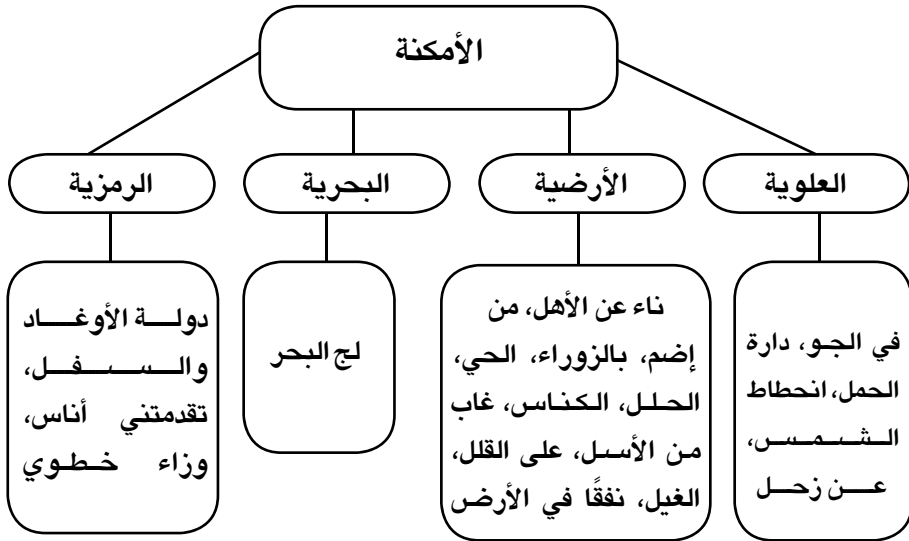 الأمكنة
العلوية
الأرضية
البحرية
الرمزية
في الجو، دارة
الحمل، انحطاط
الشمس،
عن زحل
ناء عن الأهل، من
إضم، بالزوراء، الحي،
الحلل، الكناس، غاب
من الأسل، على القلل،
الغيل، نفقًا في الأرض
لج البحر
دولة الأوغاد
والسفل،
تقدمتني أناس،
وزاء خطوي